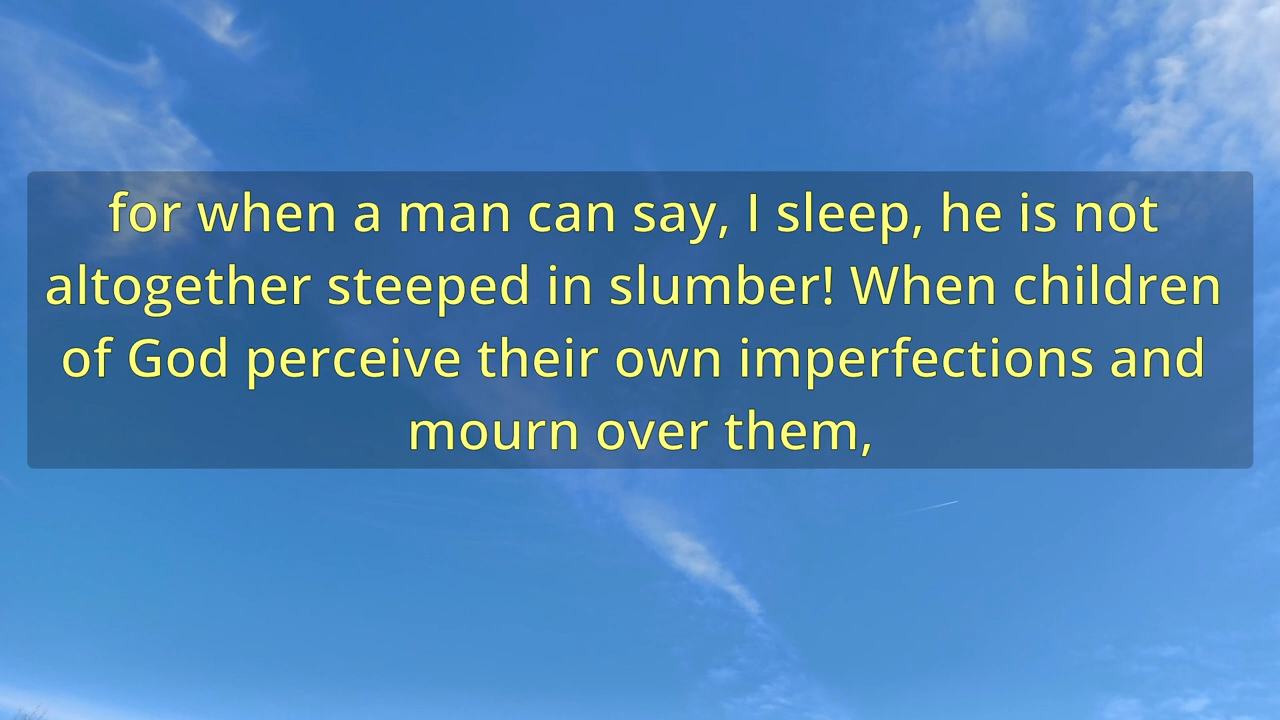 for when a man can say, I sleep, he is not
altogether steeped in slumber! When children
of God perceive their own imperfections and
mourn over them,